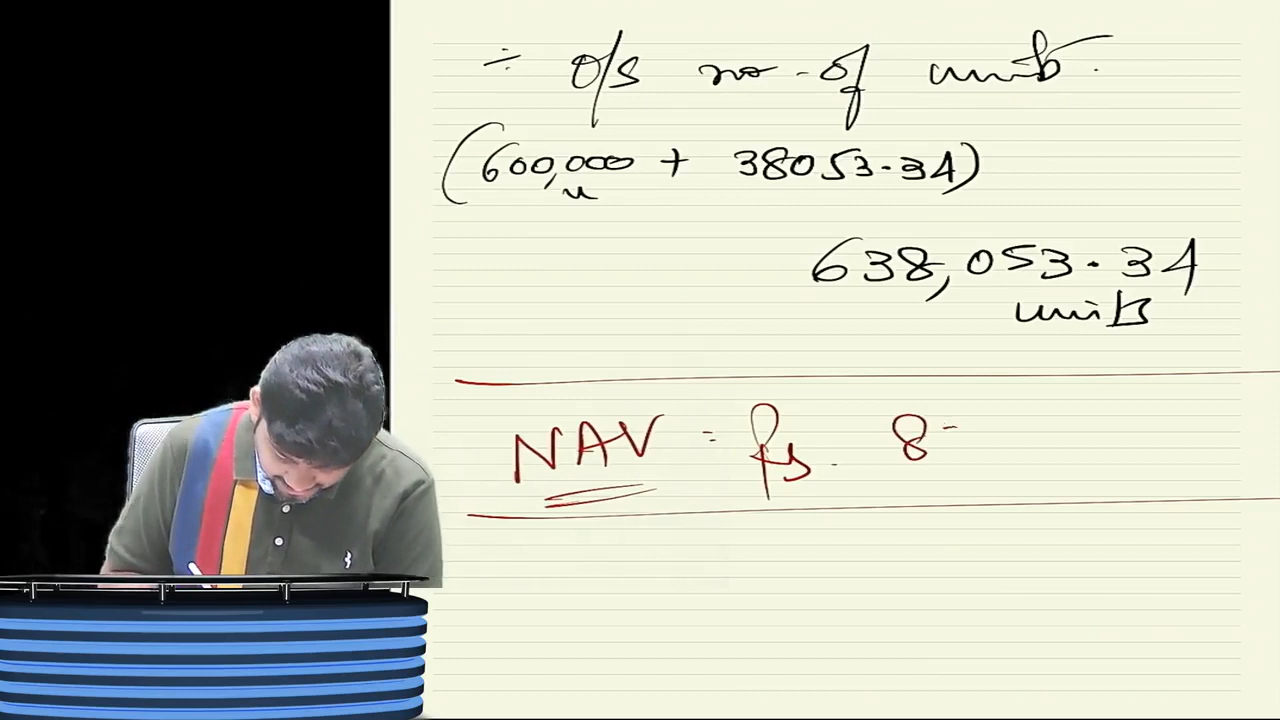 ÷ o/s no. of units.
(600,000 + 38053.34)
u
638,053.34
units
NAV = Rs. 8